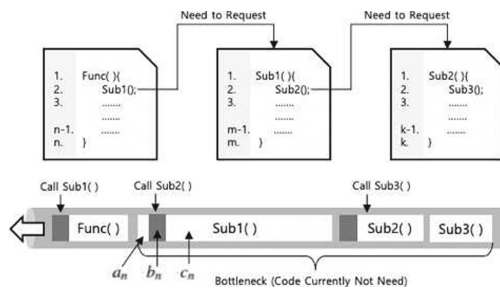 Need to Request Need to Request
1. Func( ){ 1. Sub1( ){ 1. Sub2( ){
2. Sub1(); 2. Sub2(); 2. Sub3();
3. ....... 3. ....... 3. .......
....... ....... .......
n-1. ....... m-1. ....... k-1. .......
n. } m. } k. }
Call Sub1( ) Call Sub2( ) Call Sub3( )
Func( ) Sub1( ) Sub2( ) Sub3( )
an bn cn
Bottleneck (Code Currently Not Need)